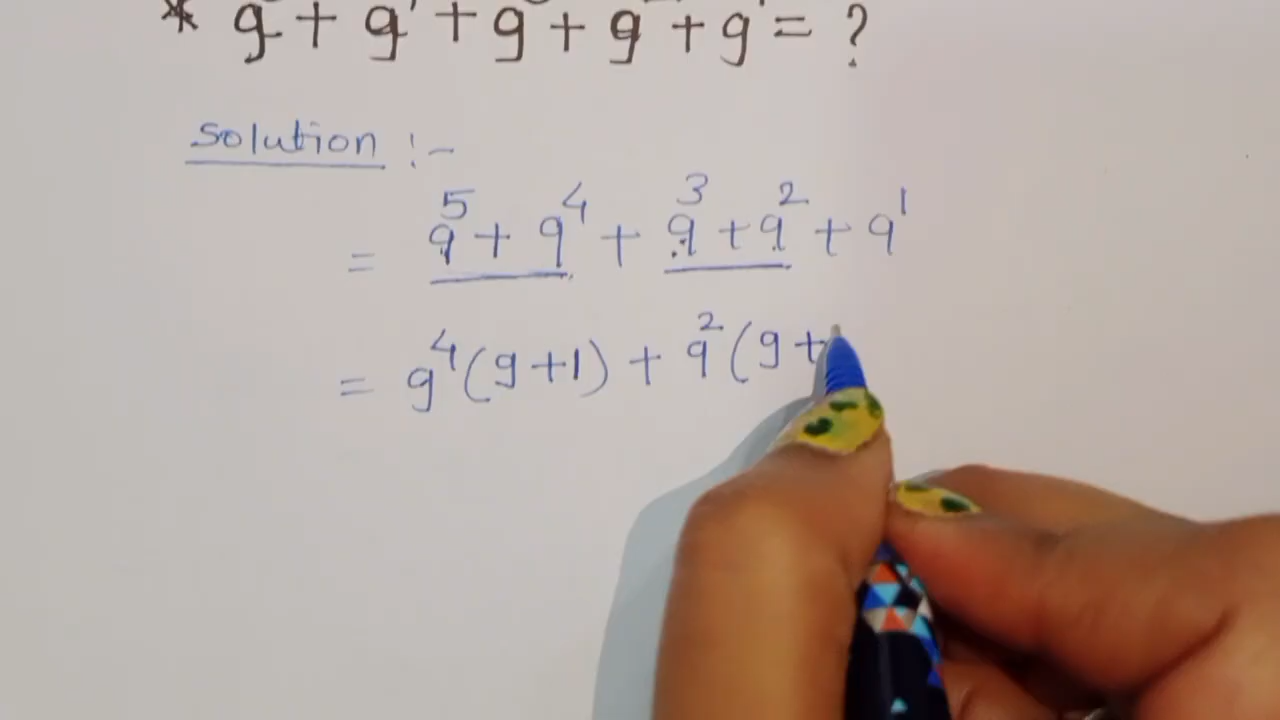 * 9 + 9 + 9 + 9 + 9 = ?
Solution :-
= 9⁵ + 9⁴ + 9³ + 9² + 9¹
= 9⁴(9+1) + 9²(9+